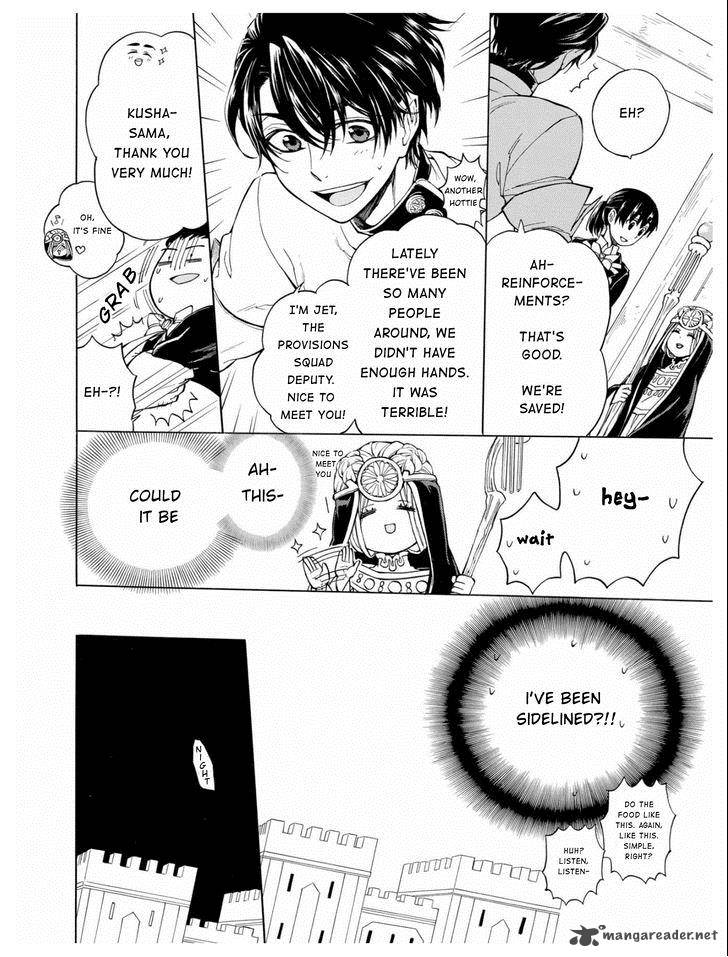 EH?
AH-
REINFORCE-
MENTS?
THAT'S
GOOD.
WE'RE
SAVED!
WOW,
ANOTHER
HOTTIE
LATELY
THERE'VE BEEN
SO MANY
PEOPLE
AROUND, WE
DIDN'T HAVE
ENOUGH HANDS.
IT WAS
TERRIBLE!
I'M JET,
THE
PROVISIONS
SQUAD
DEPUTY.
NICE TO
MEET YOU!
KUSHA-
SAMA,
THANK YOU
VERY MUCH!
OH,
IT'S FINE
GRAB
EH-?!
hey-
wait
NICE TO
MEET
YOU
AH-
THIS-
COULD
IT BE
I'VE BEEN
SIDELINED?!!
DO THE
FOOD LIKE
THIS. AGAIN,
LIKE THIS.
SIMPLE,
RIGHT?
HUH?
LISTEN,
LISTEN-
NIGHT
mangareader.net